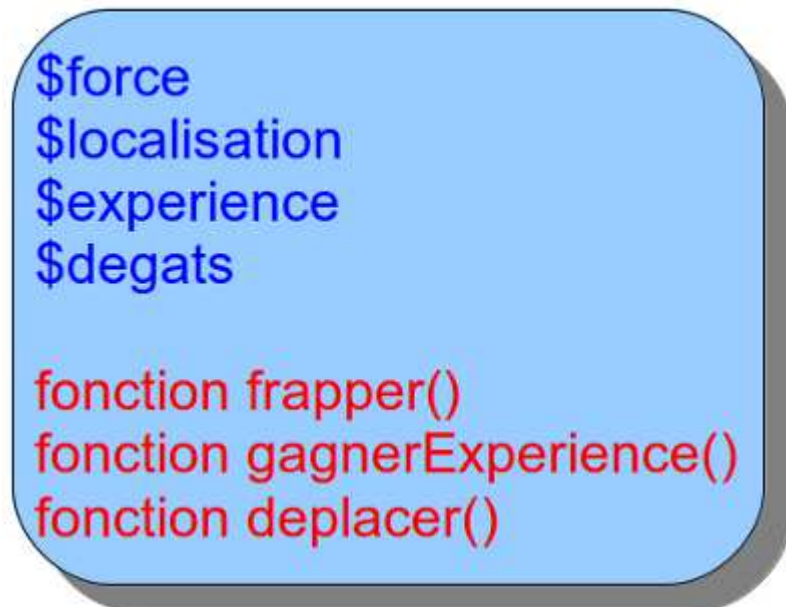 $force
$localisation
$experience
$degats
fonction frapper()
fonction gagnerExperience()
fonction deplacer()